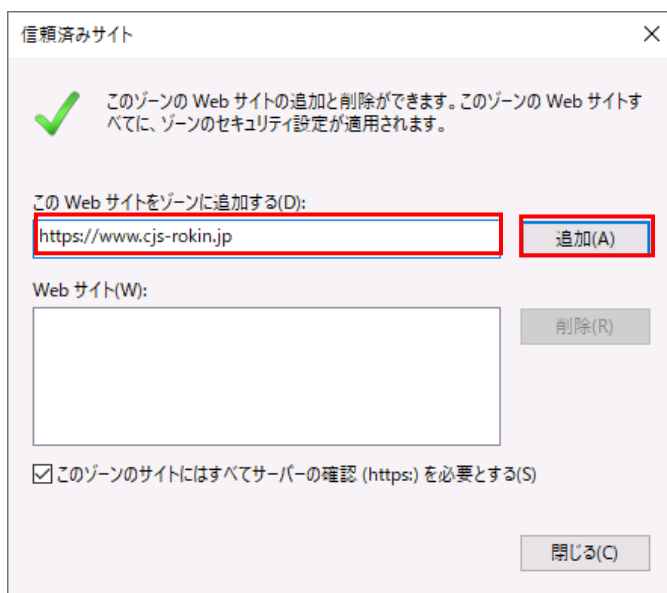 信頼済みサイト
このゾーンの Web サイトの追加と削除ができます。このゾーンの Web サイトす
べてに、ゾーンのセキュリティ設定が適用されます。
この Web サイトをゾーンに追加する(D):
https://www.cjs-rokin.jp
追加(A)
Web サイト(W):
削除(R)
このゾーンのサイトにはすべてサーバーの確認 (https:) を必要とする(S)
閉じる(C)